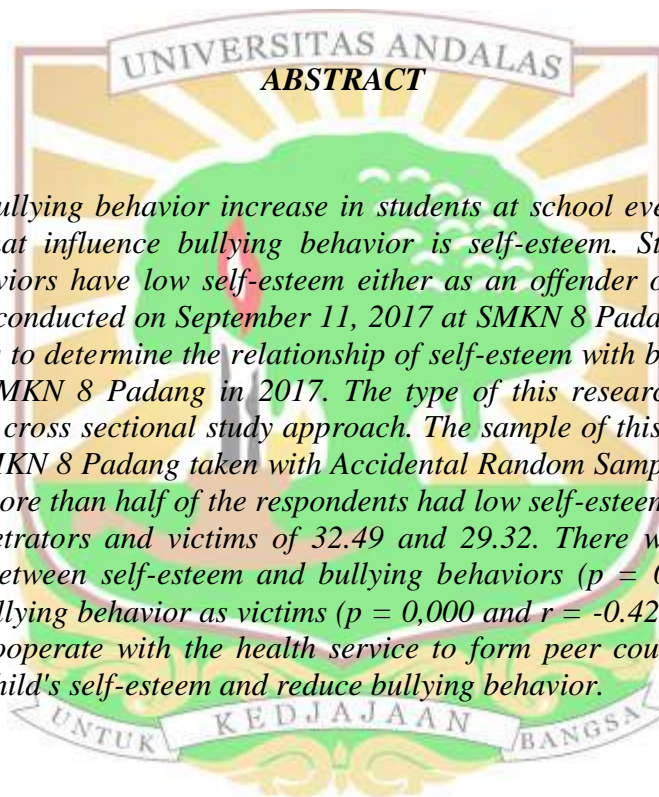 UNIVERSITAS ANDALAS
ABSTRACT
ullying behavior increase in students at school eve
at influence bullying behavior is self-esteem. St
viors have low self-esteem either as an offender o
conducted on September 11, 2017 at SMKN 8 Pada
to determine the relationship of self-esteem with b
MKN 8 Padang in 2017. The type of this resear
cross sectional study approach. The sample of this
MKN 8 Padang taken with Accidental Random Samp
ore than half of the respondents had low self-esteem
etrators and victims of 32.49 and 29.32. There w
etween self-esteem and bullying behaviors (p = 0
llying behavior as victims (p = 0,000 and r = -0.42
ooperate with the health service to form peer cou
hild's self-esteem and reduce bullying behavior.
UNTUK KEDJAJAAN BANGSA